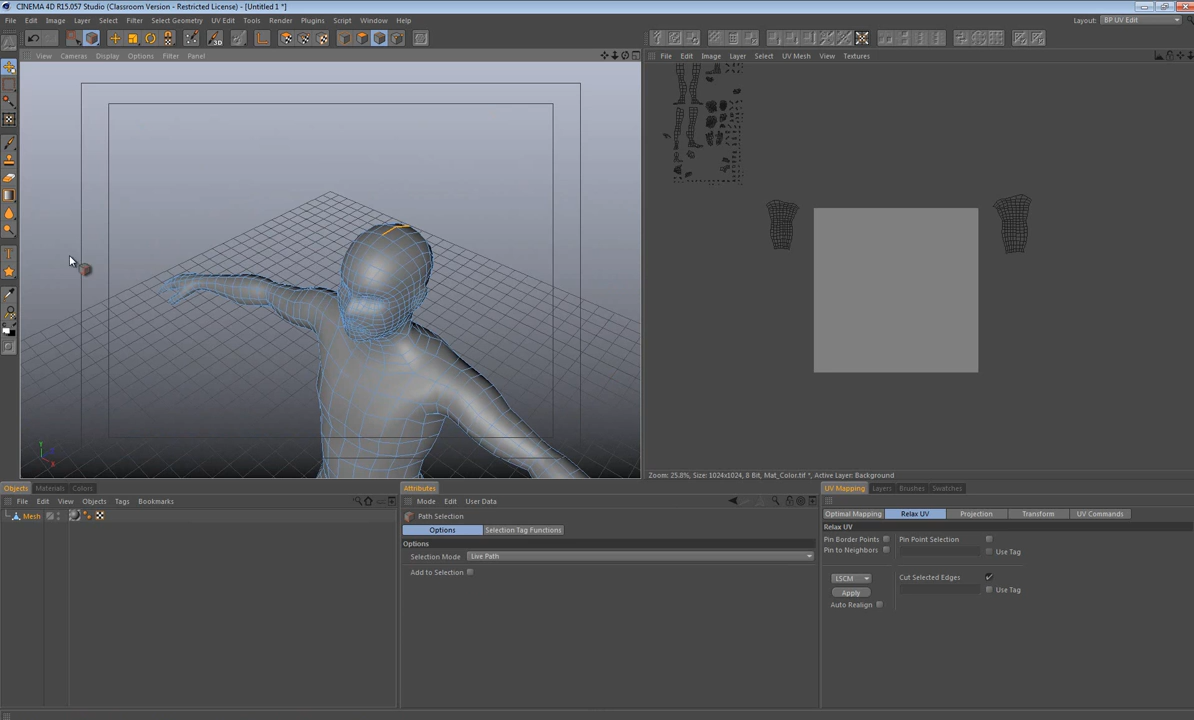 CINEMA 4D R15.057 Studio (Classroom Version - Restricted License) - [Untitled 1 *]
File Edit Image Layer Select Filter Select Geometry UV Edit Tools Render Plugins Script Window Help
Layout: BP UV Edit
View Cameras Display Options Filter Panel
File Edit Image Layer Select UV Mesh View Textures
3D
Y
X
Zoom: 25.8%, Size: 1024x1024, 8 Bit, Mat_Color.tif *, Active Layer: Background
Objects Materials Colors
File Edit View Objects Tags Bookmarks
Mesh
Attributes
Mode Edit User Data
Path Selection
Options Selection Tag Functions
Options
Selection Mode Live Path
Add to Selection
UV Mapping Layers Brushes Swatches
Optimal Mapping Relax UV Projection Transform UV Commands
Relax UV
Pin Border Points Pin Point Selection
Pin to Neighbors Use Tag
LSCM Cut Selected Edges
Apply Use Tag
Auto Realign